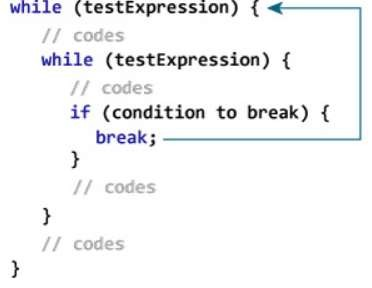 while (testExpression) {
// codes
while (testExpression) {
// codes
if (condition to break) {
break;
}
// codes
}
// codes
}